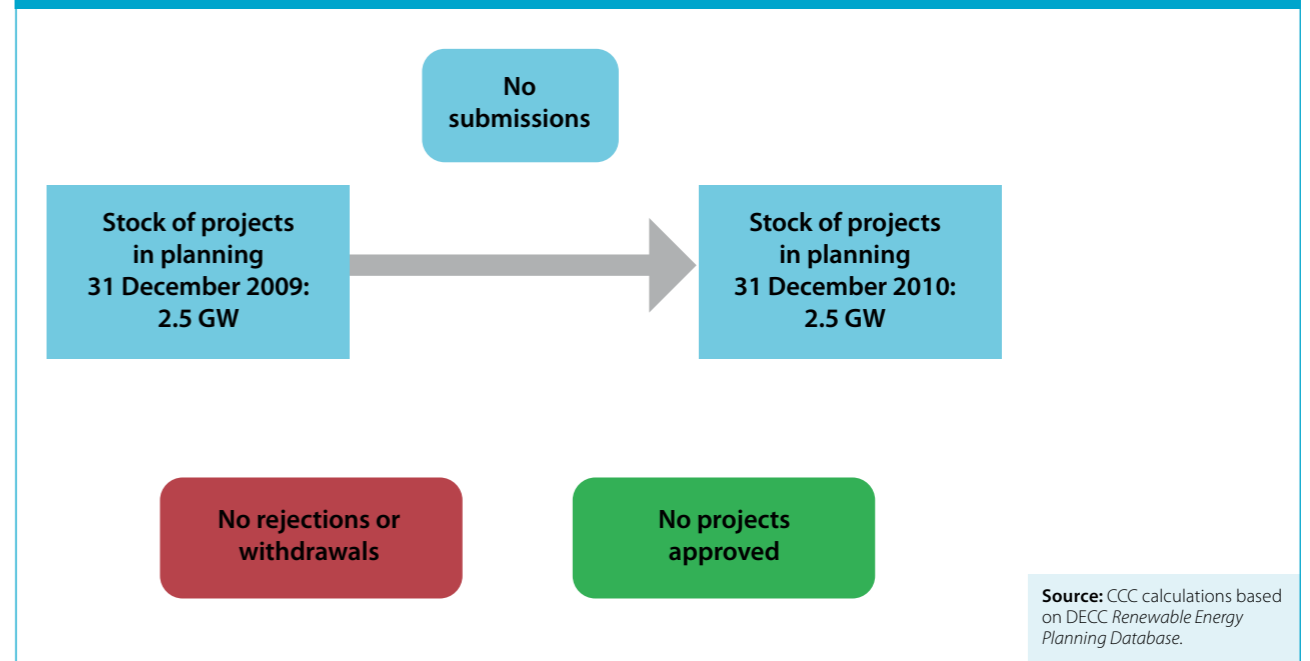 No
submissions
Stock of projects
in planning
31 December 2009:
2.5 GW
Stock of projects
in planning
31 December 2010:
2.5 GW
No rejections or
withdrawals
No projects
approved
Source: CCC calculations based
on DECC Renewable Energy
Planning Database.